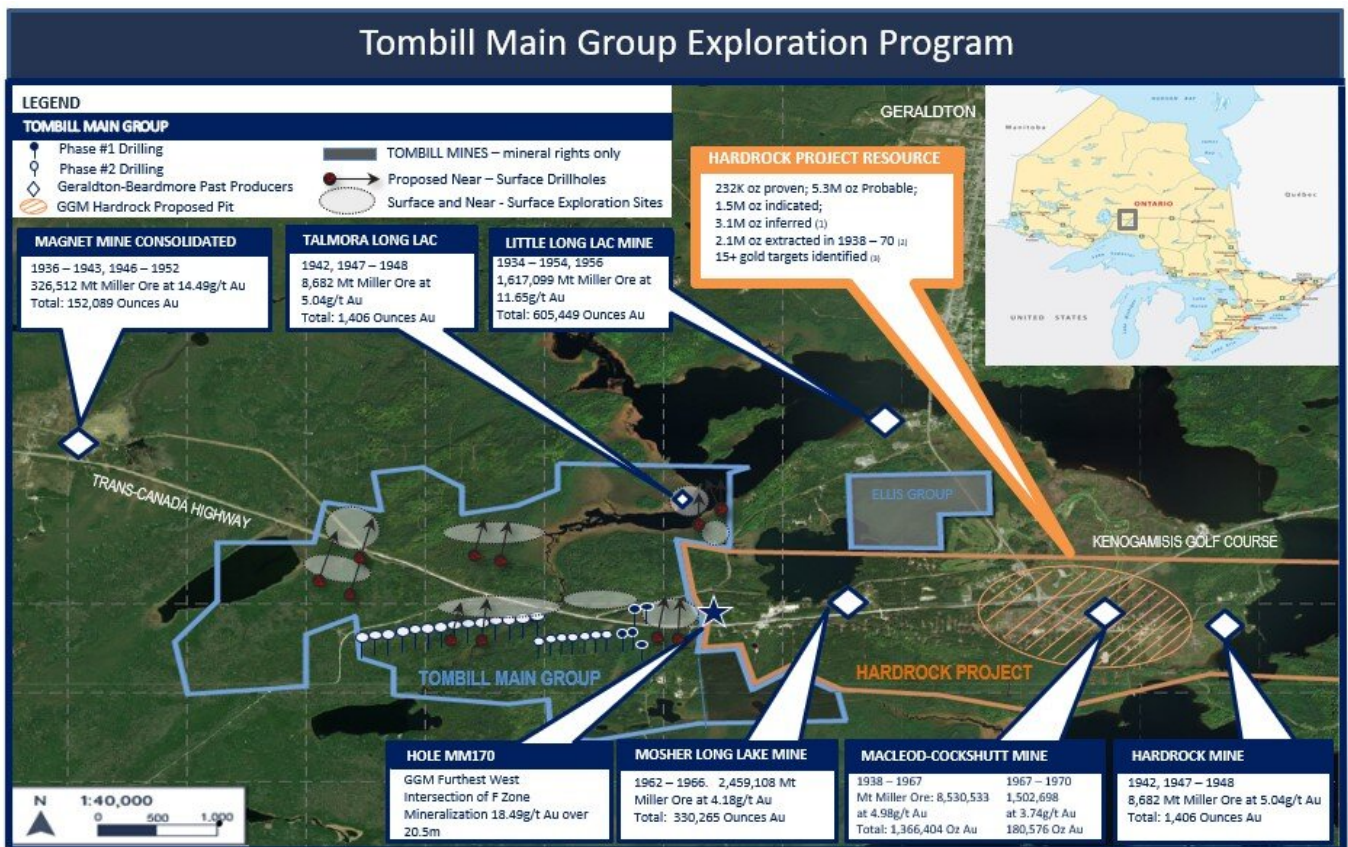 Tombill Main Group Exploration Program
LEGEND
TOMBILL MAIN GROUP
Phase #1 Drilling
Phase #2 Drilling
Geraldton-Beardmore Past Producers
GGM Hardrock Proposed Pit
TOMBILL MINES – mineral rights only
Proposed Near – Surface Drillholes
Surface and Near - Surface Exploration Sites
GERALDTON
HARDROCK PROJECT RESOURCE
232K oz proven; 5.3M oz Probable;
1.5M oz indicated;
3.1M oz inferred (1)
2.1M oz extracted in 1938 – 70 (2)
15+ gold targets identified (3)
Manitoba
ONTARIO
Québec
UNITED STATES
MAGNET MINE CONSOLIDATED
1936 – 1943, 1946 – 1952
326,512 Mt Miller Ore at 14.49g/t Au
Total: 152,089 Ounces Au
TALMORA LONG LAC
1942, 1947 – 1948
8,682 Mt Miller Ore at
5.04g/t Au
Total: 1,406 Ounces Au
LITTLE LONG LAC MINE
1934 – 1954, 1956
1,617,099 Mt Miller Ore at
11.65g/t Au
Total: 605,449 Ounces Au
TRANS-CANADA HIGHWAY
ELLIS GROUP
KENOGAMISIS GOLF COURSE
TOMBILL MAIN GROUP
HARDROCK PROJECT
HOLE MM170
GGM Furthest West
Intersection of F Zone
Mineralization 18.49g/t Au over
20.5m
MOSHER LONG LAKE MINE
1962 – 1966. 2,459,108 Mt
Miller Ore at 4.18g/t Au
Total: 330,265 Ounces Au
MACLEOD-COCKSHUTT MINE
1938 – 1967
Mt Miller Ore: 8,530,533
at 4.98g/t Au
Total: 1,366,404 Oz Au
1967 – 1970
1,502,698
at 3.74g/t Au
180,576 Oz Au
HARDROCK MINE
1942, 1947 – 1948
8,682 Mt Miller Ore at 5.04g/t Au
Total: 1,406 Ounces Au
N
1:40,000
0 500 1,000